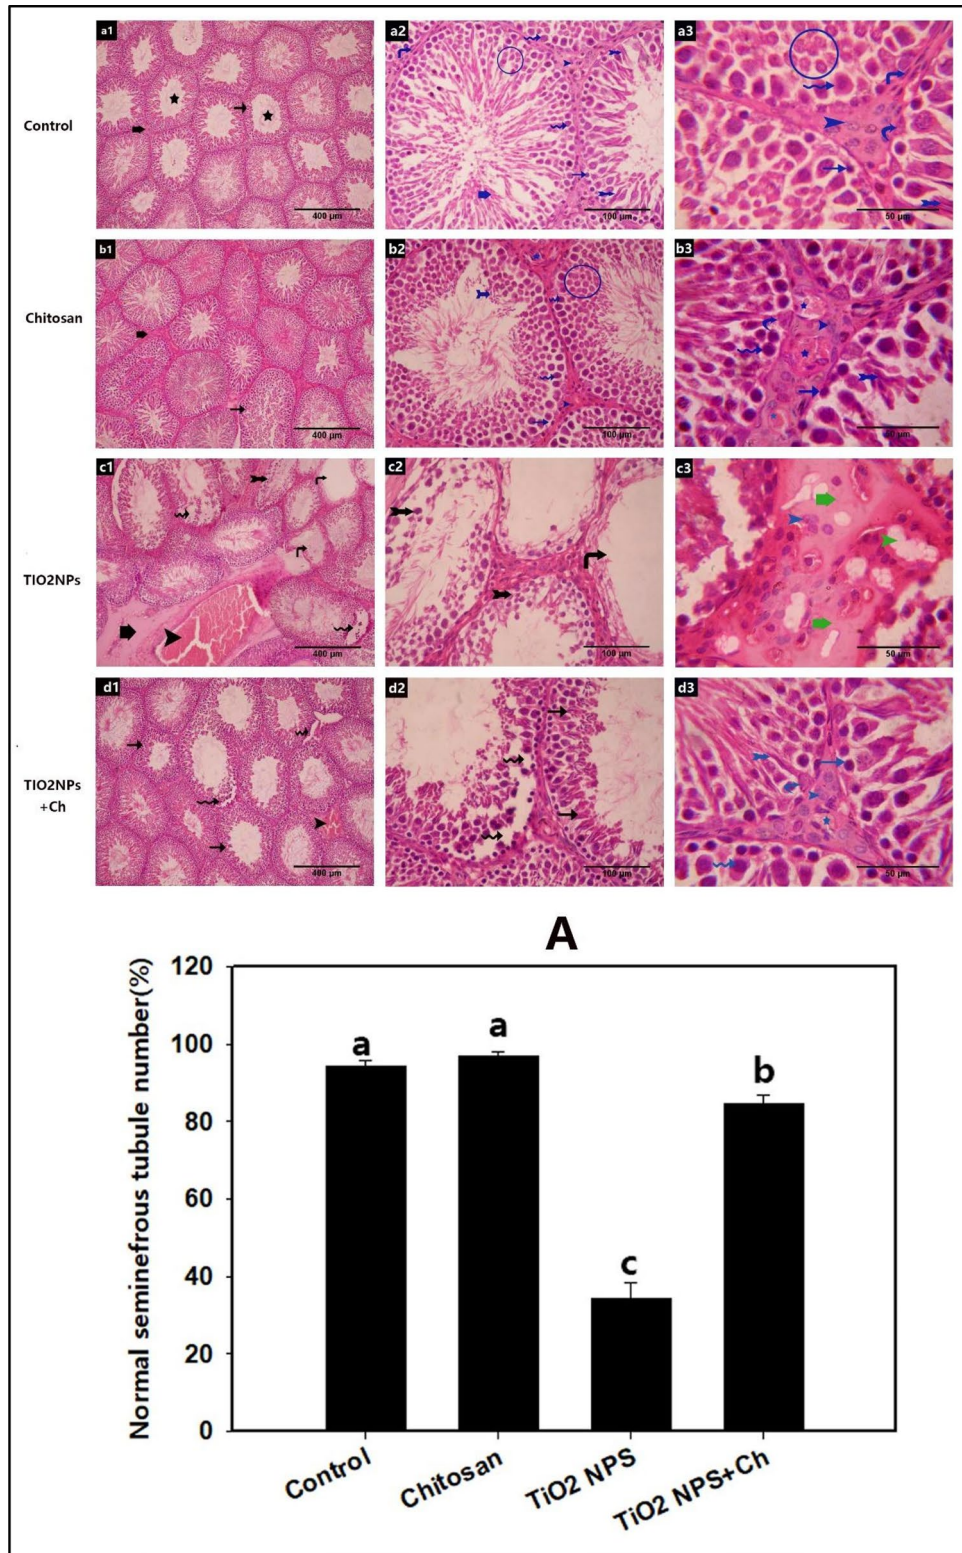 a1
a2
a3
Control
400 µm
100 µm
50 µm
b1
b2
b3
Chitosan
400 µm
100 µm
50 µm
c1
c2
c3
TIO2NPs
400 µm
100 µm
50 µm
d1
d2
d3
TIO2NPs
+Ch
400 µm
100 µm
50 µm
A
Normal seminefrous tubule number(%)
120
100
80
60
40
20
0
a
a
c
b
Control
Chitosan
TiO2 NPS
TiO2 NPS+Ch